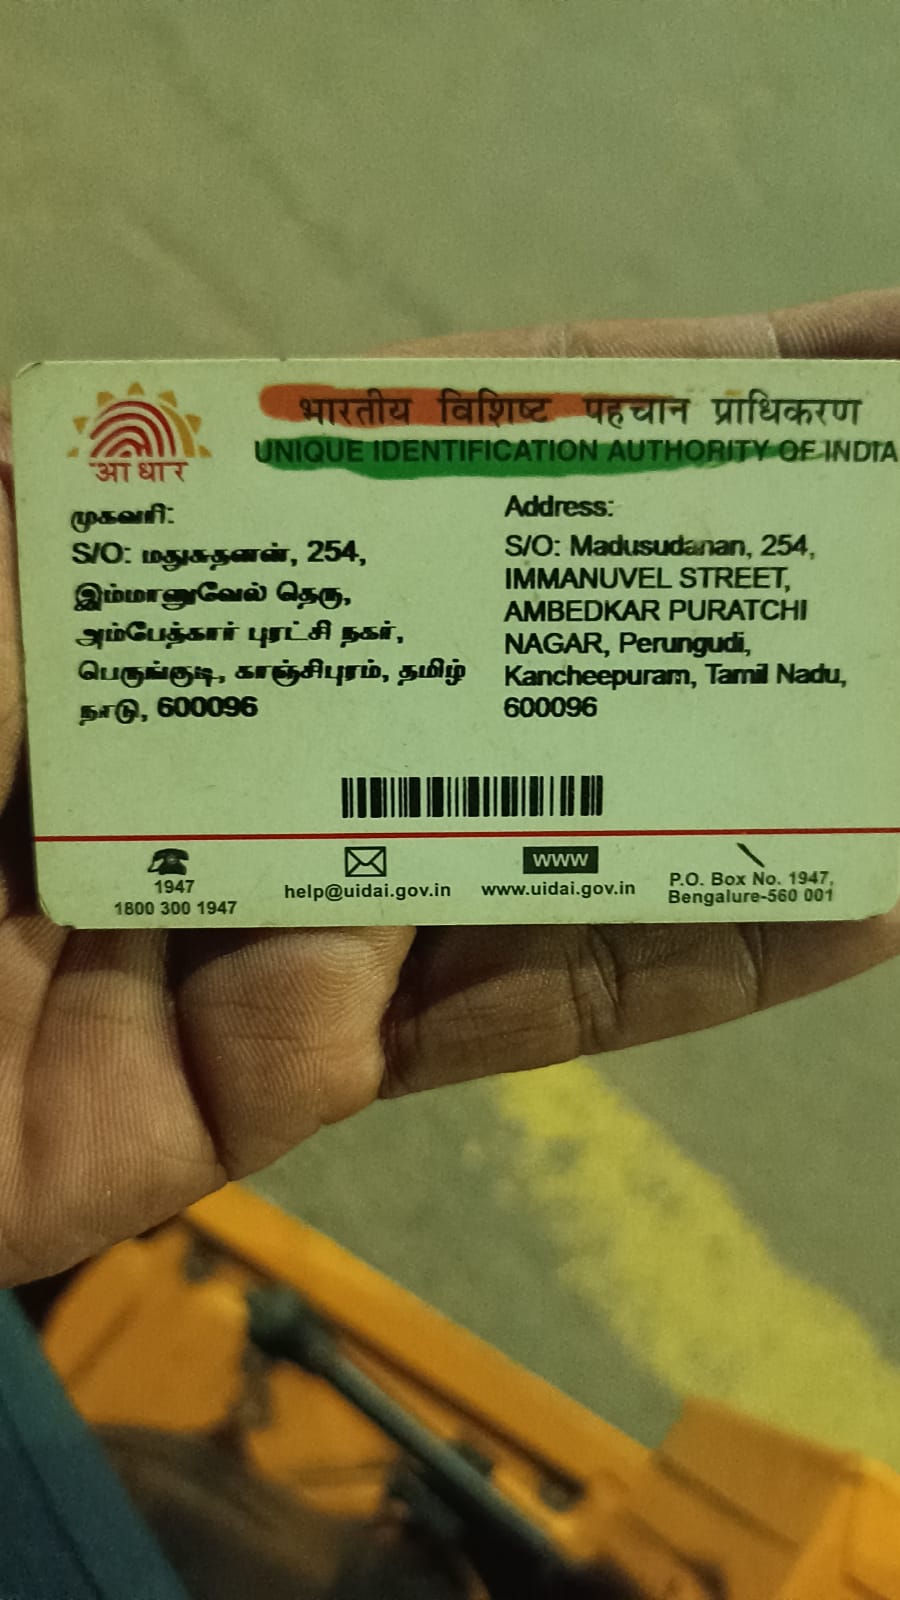 भारतीय विशिष्ट पहचान प्राधिकरण
UNIQUE IDENTIFICATION AUTHORITY OF INDIA
आधार
முகவரி:
S/O: மதுசுதனன், 254,
இம்மானுவேல் தெரு,
அம்பேத்கார் புரட்சி நகர்,
பெருங்குடி, காஞ்சிபுரம், தமிழ்
நாடு, 600096
Address:
S/O: Madusudanan, 254,
IMMANUVEL STREET,
AMBEDKAR PURATCHI
NAGAR, Perungudi,
Kancheepuram, Tamil Nadu,
600096
1947
1800 300 1947
help@uidai.gov.in
www
www.uidai.gov.in
P.O. Box No. 1947,
Bengalure-560 001